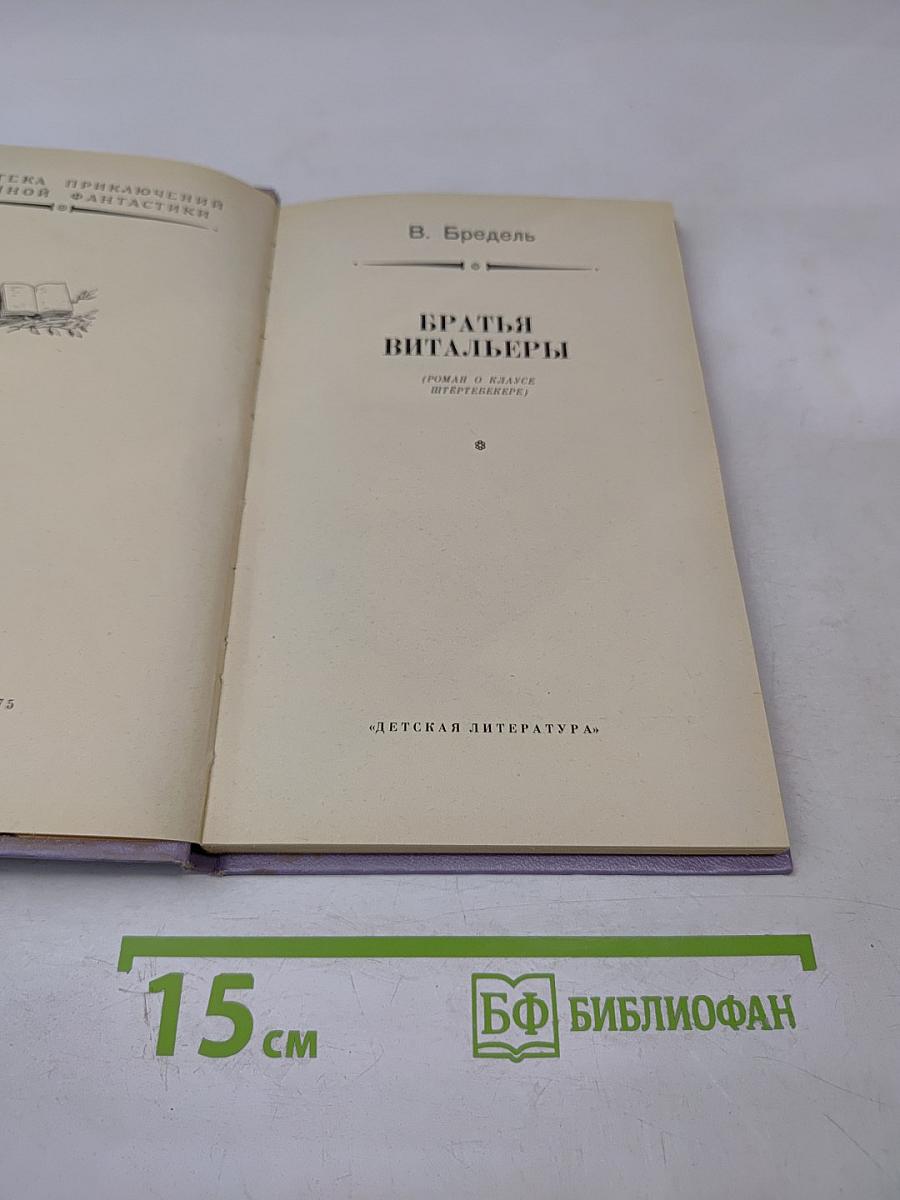 ТЕКА ПРИКЛЮЧЕНИЙ
НОЙ ФАНТАСТИКИ
75
В. Бредель
БРАТЬЯ
ВИТАЛЬЕРЫ
(РОМАН О КЛАУСЕ
ШТЁРТЕБЕКЕРЕ)
«ДЕТСКАЯ ЛИТЕРАТУРА»
15 см
БФ БИБЛИОФАН